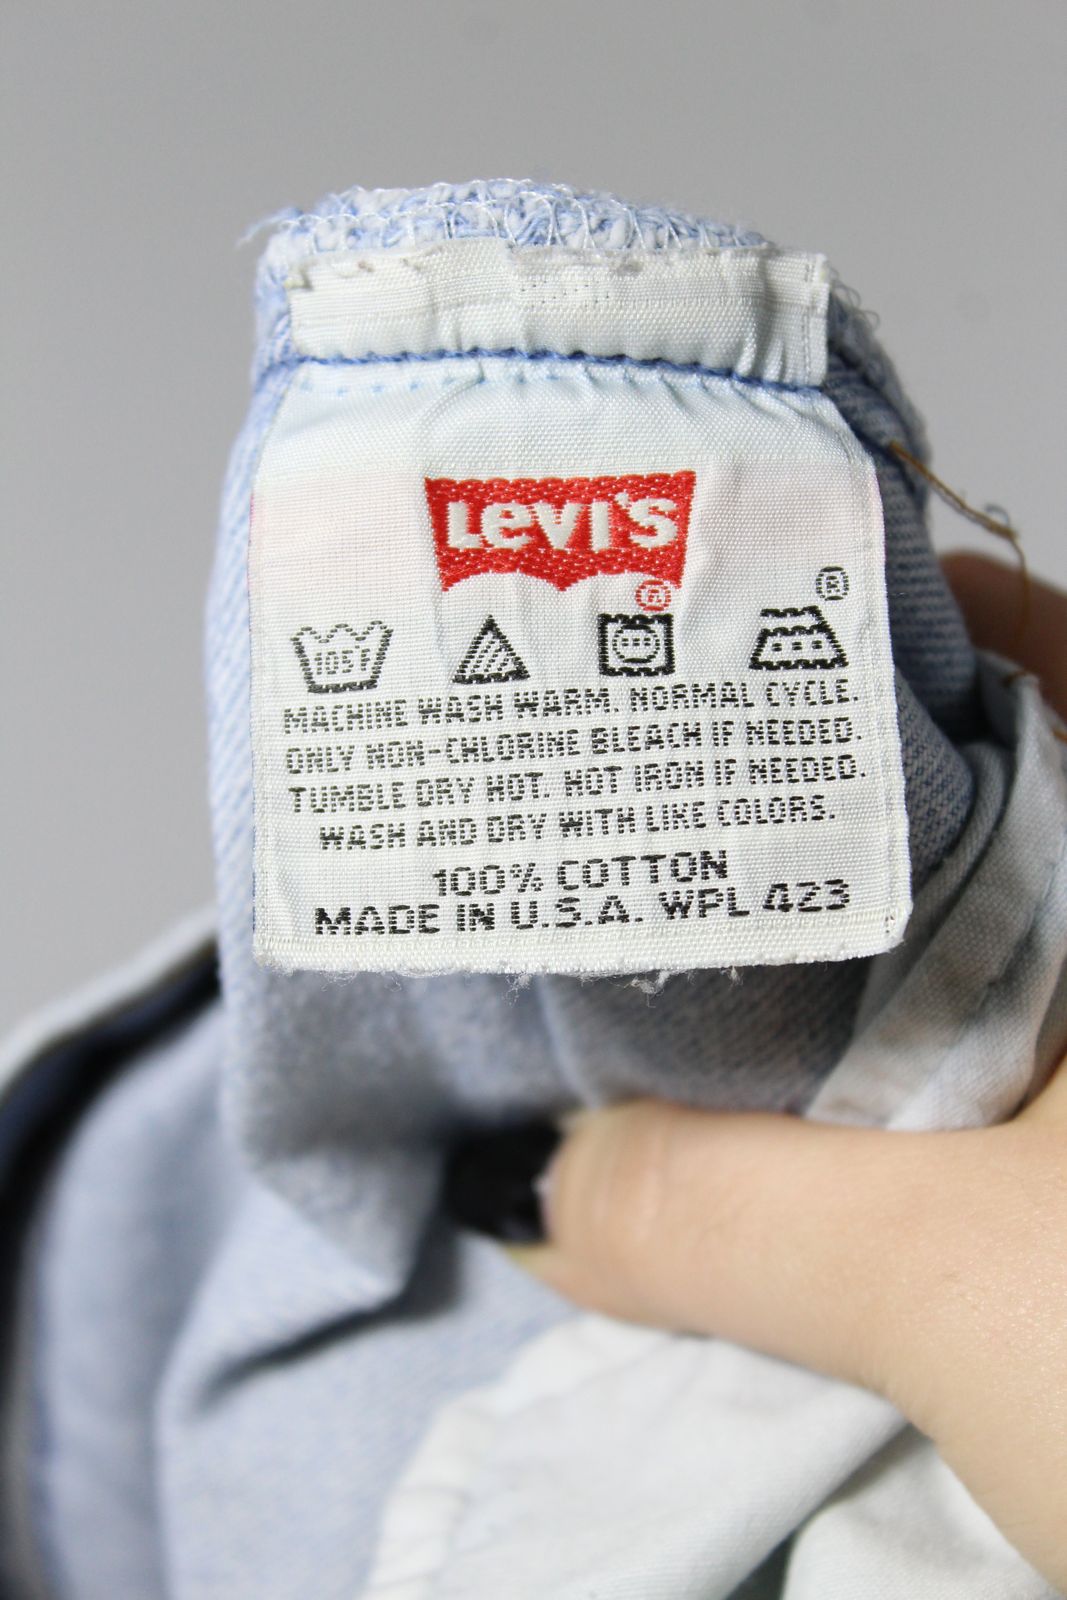 Levi's
®
®
105F
MACHINE WASH WARM. NORMAL CYCLE.
ONLY NON-CHLORINE BLEACH IF NEEDED.
TUMBLE DRY HOT. HOT IRON IF NEEDED.
WASH AND DRY WITH LIKE COLORS.
100% COTTON
MADE IN U.S.A. WPL 423